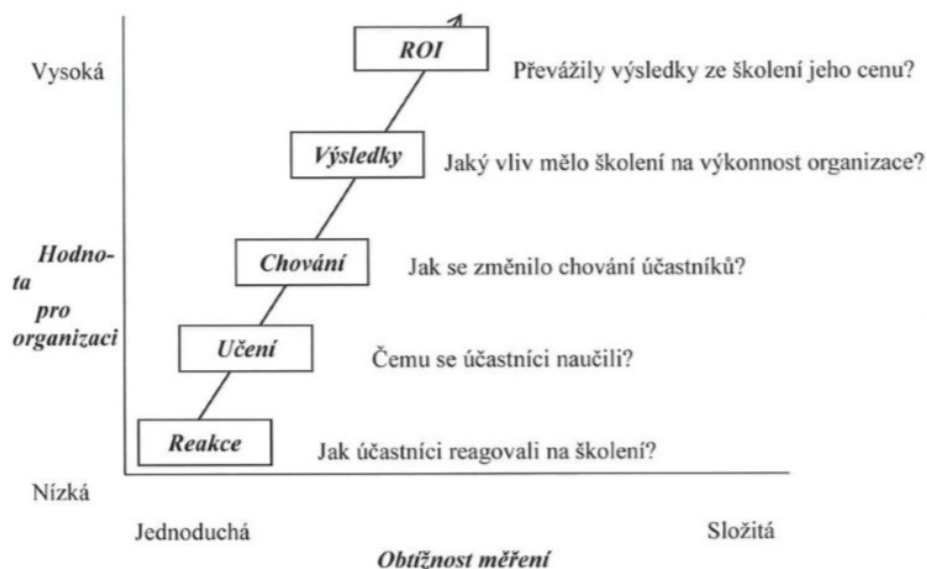 ROI
Vysoká
Převážily výsledky ze školení jeho cenu?
Výsledky
Jaký vliv mělo školení na výkonnost organizace?
Hodno-
ta
pro
organizaci
Chování
Jak se změnilo chování účastníků?
Učení
Čemu se účastníci naučili?
Reakce
Jak účastníci reagovali na školení?
Nízká
Jednoduchá
Složitá
Obtížnost měření